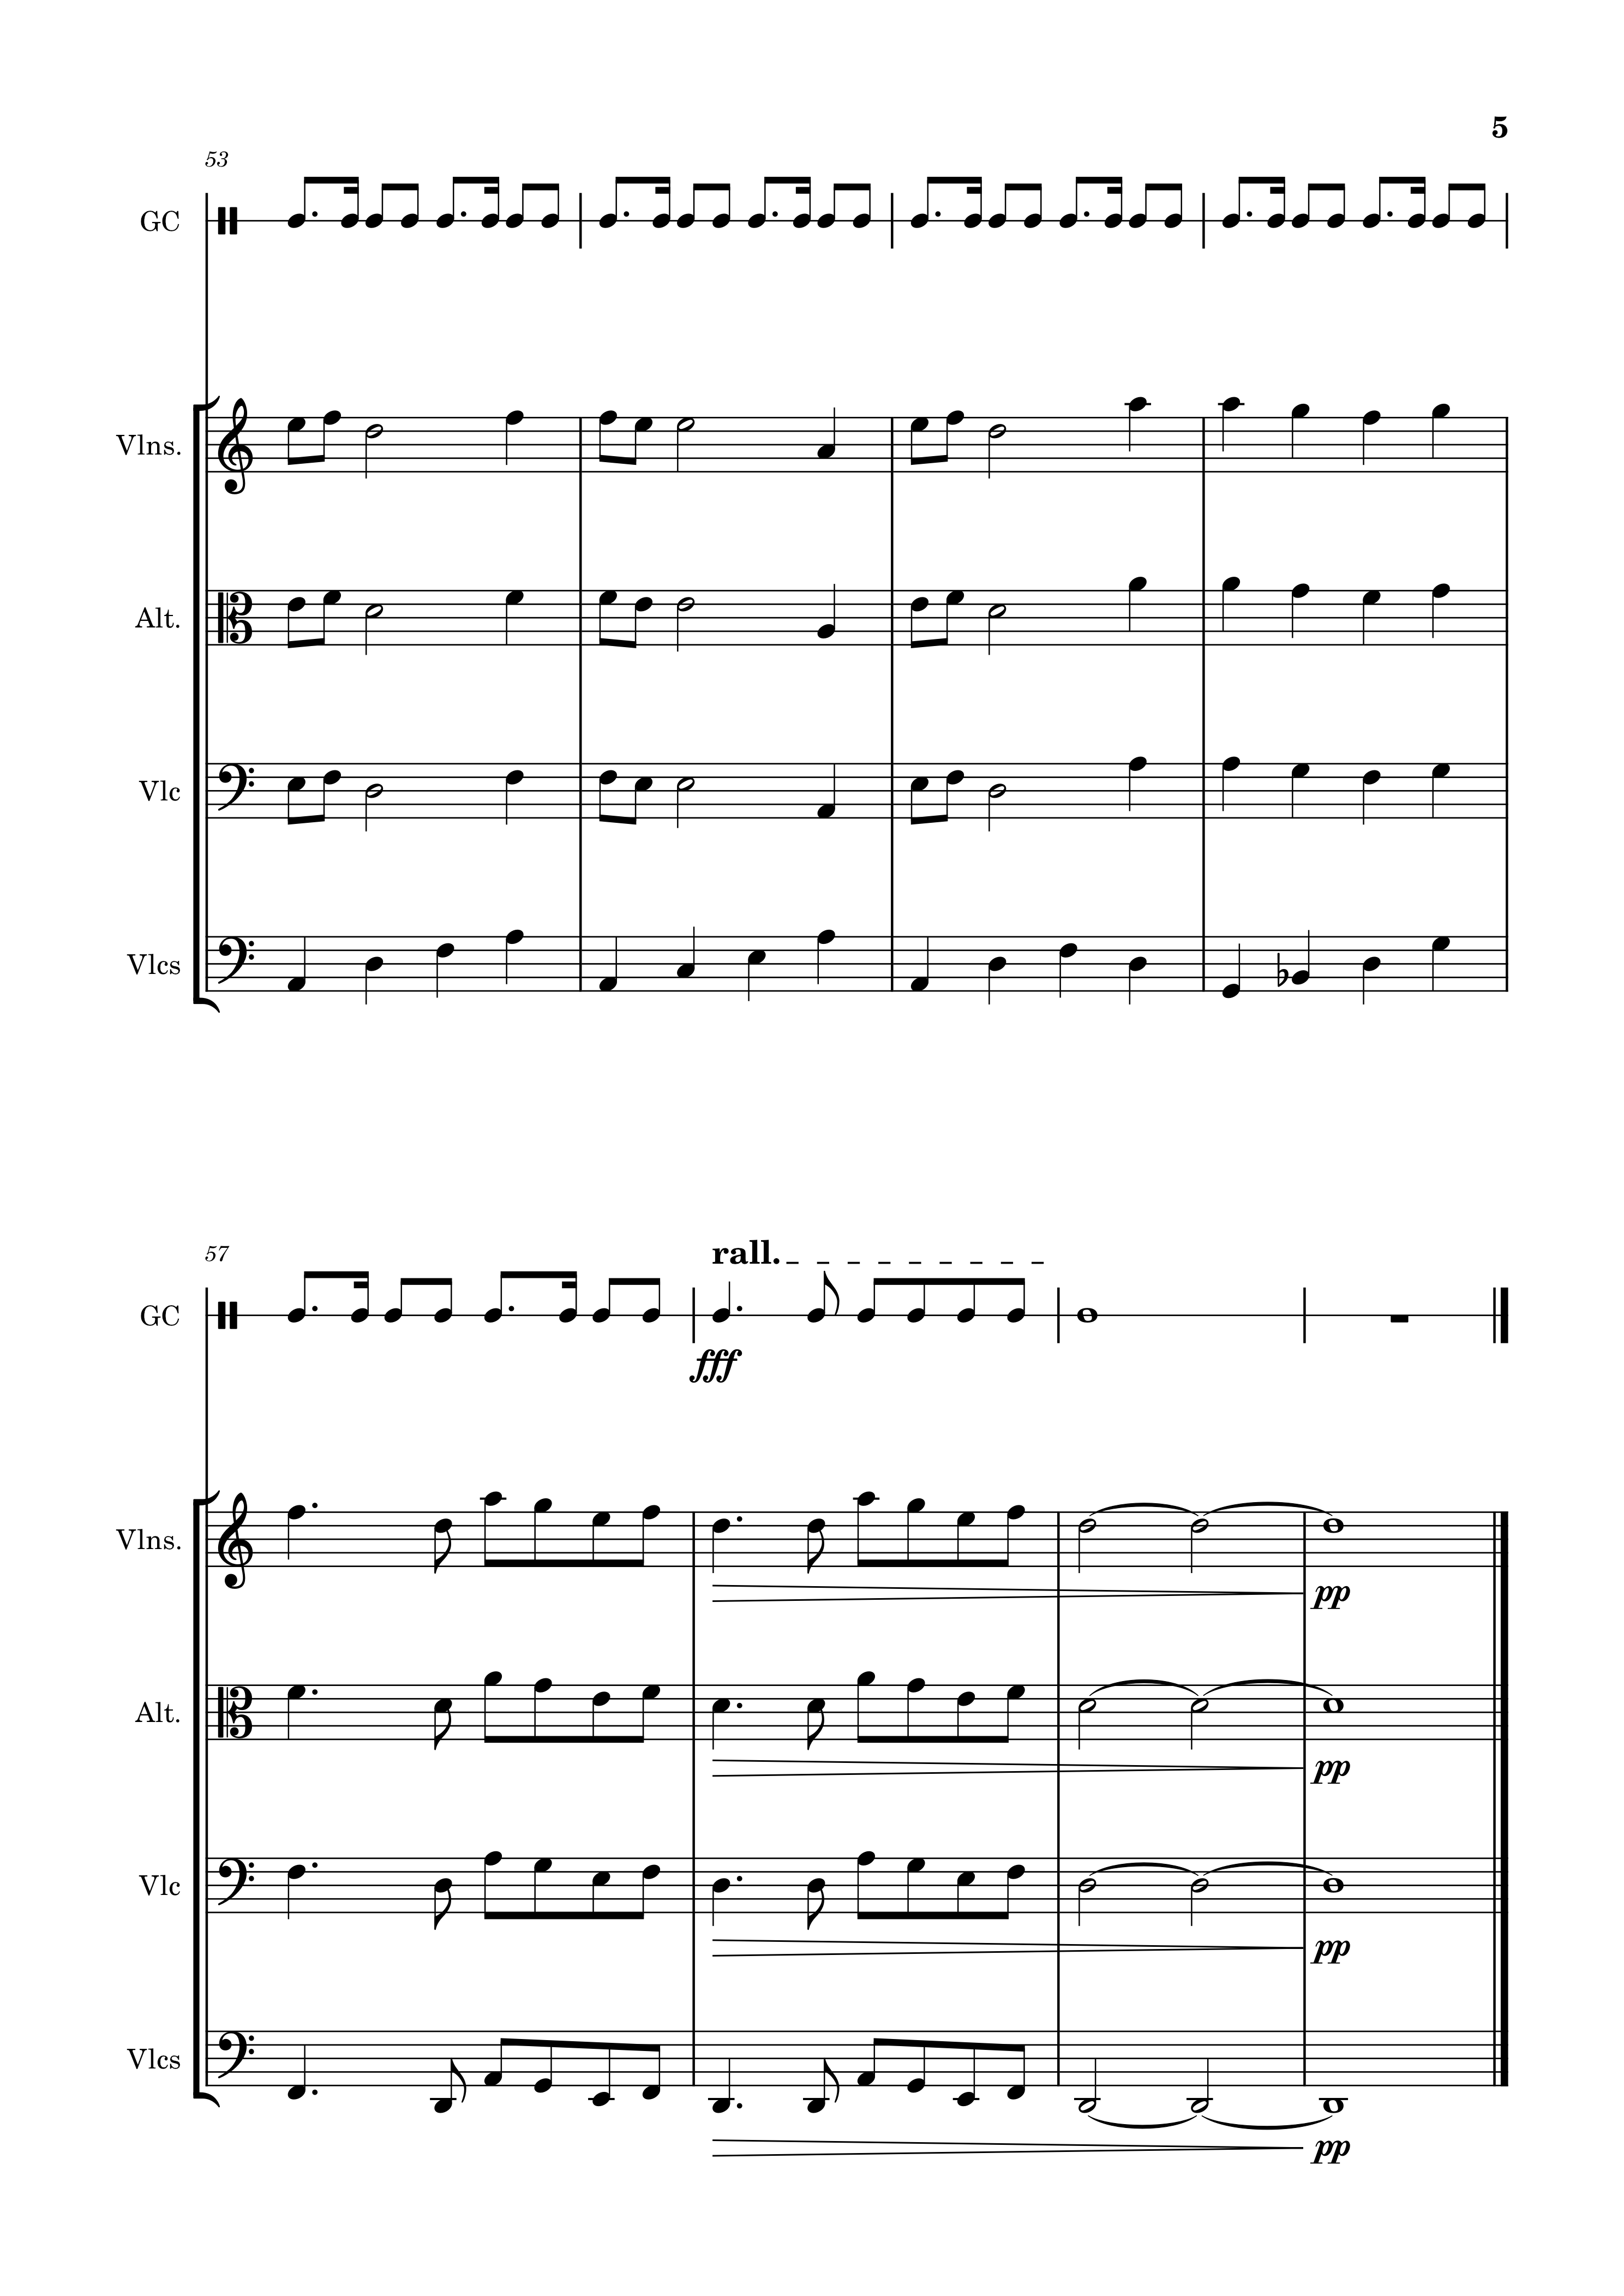 5
53
GC
Vlns.
Alt.
Vlc
Vlcs
57
rall.
GC
fff
Vlns.
pp
Alt.
pp
Vlc
pp
Vlcs
pp